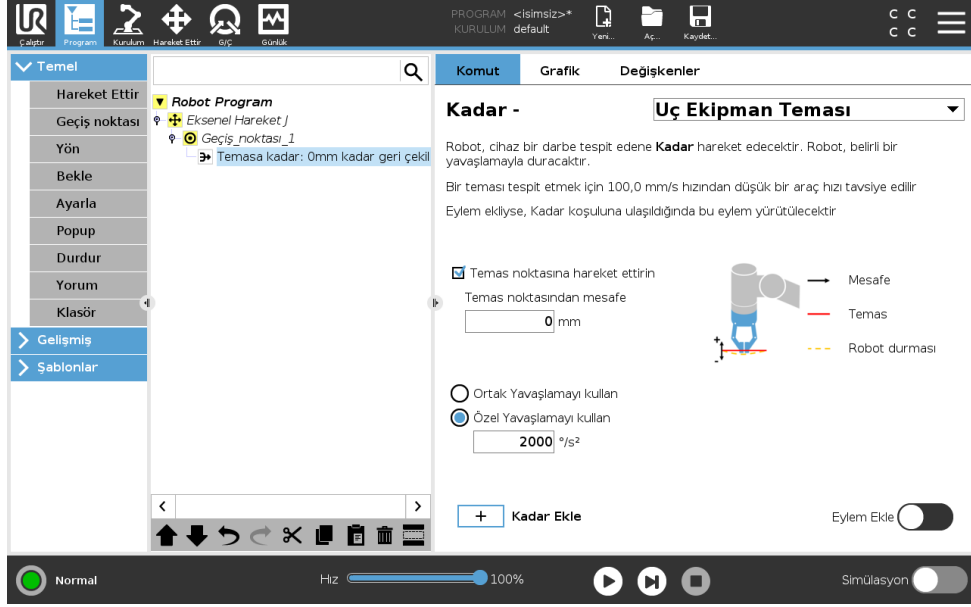 UR
PROGRAM <isimsiz>*
KURULUM default
Çalıştır Program Kurulum Hareket Ettir G/Ç Günlük Yeni... Aç... Kaydet...
C C
C C
Temel
Hareket Ettir
Geçiş noktası
Yön
Bekle
Ayarla
Popup
Durdur
Yorum
Klasör
Gelişmiş
Şablonlar
Robot Program
Eksenel Hareket J
Geçiş_noktası_1
Temasa kadar: 0mm kadar geri çekil
Komut Grafik Değişkenler
Kadar - Uç Ekipman Teması
Robot, cihaz bir darbe tespit edene Kadar hareket edecektir. Robot, belirli bir
yavaşlamayla duracaktır.
Bir teması tespit etmek için 100,0 mm/s hızından düşük bir araç hızı tavsiye edilir
Eylem ekliyse, Kadar koşuluna ulaşıldığında bu eylem yürütülecektir
Temas noktasına hareket ettirin
Temas noktasından mesafe
0 mm
+
-
Mesafe
Temas
Robot durması
Ortak Yavaşlamayı kullan
Özel Yavaşlamayı kullan
2000 °/s²
+ Kadar Ekle
Eylem Ekle
Normal
Hız 100%
Simülasyon